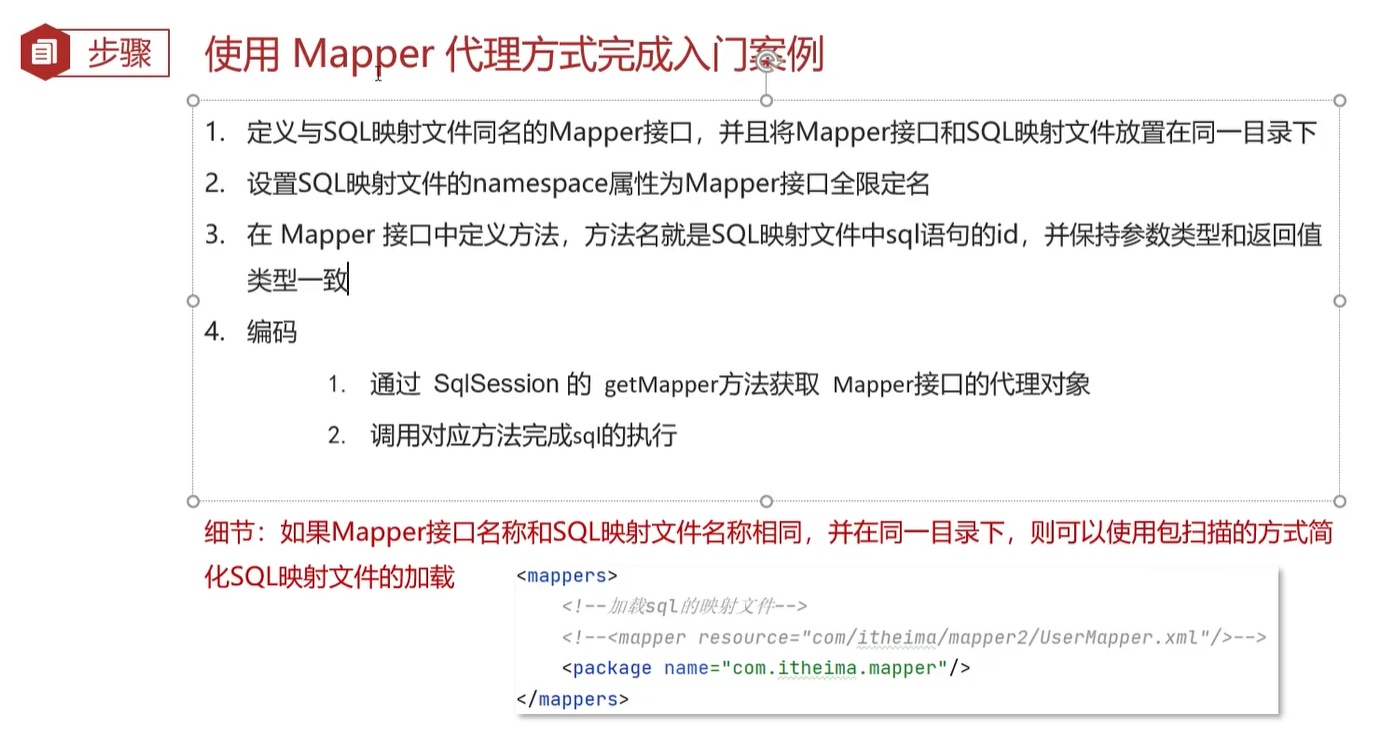 步骤
使用 Mapper 代理方式完成入门案例
1. 定义与SQL映射文件同名的Mapper接口，并且将Mapper接口和SQL映射文件放置在同一目录下
2. 设置SQL映射文件的namespace属性为Mapper接口全限定名
3. 在 Mapper 接口中定义方法，方法名就是SQL映射文件中sql语句的id，并保持参数类型和返回值
类型一致
4. 编码
1. 通过 SqlSession 的 getMapper方法获取 Mapper接口的代理对象
2. 调用对应方法完成sql的执行
细节：如果Mapper接口名称和SQL映射文件名称相同，并在同一目录下，则可以使用包扫描的方式简
化SQL映射文件的加载
<mappers>
<!--加载sql的映射文件-->
<!--<mapper resource="com/itheima/mapper2/UserMapper.xml"/>-->
<package name="com.itheima.mapper"/>
</mappers>